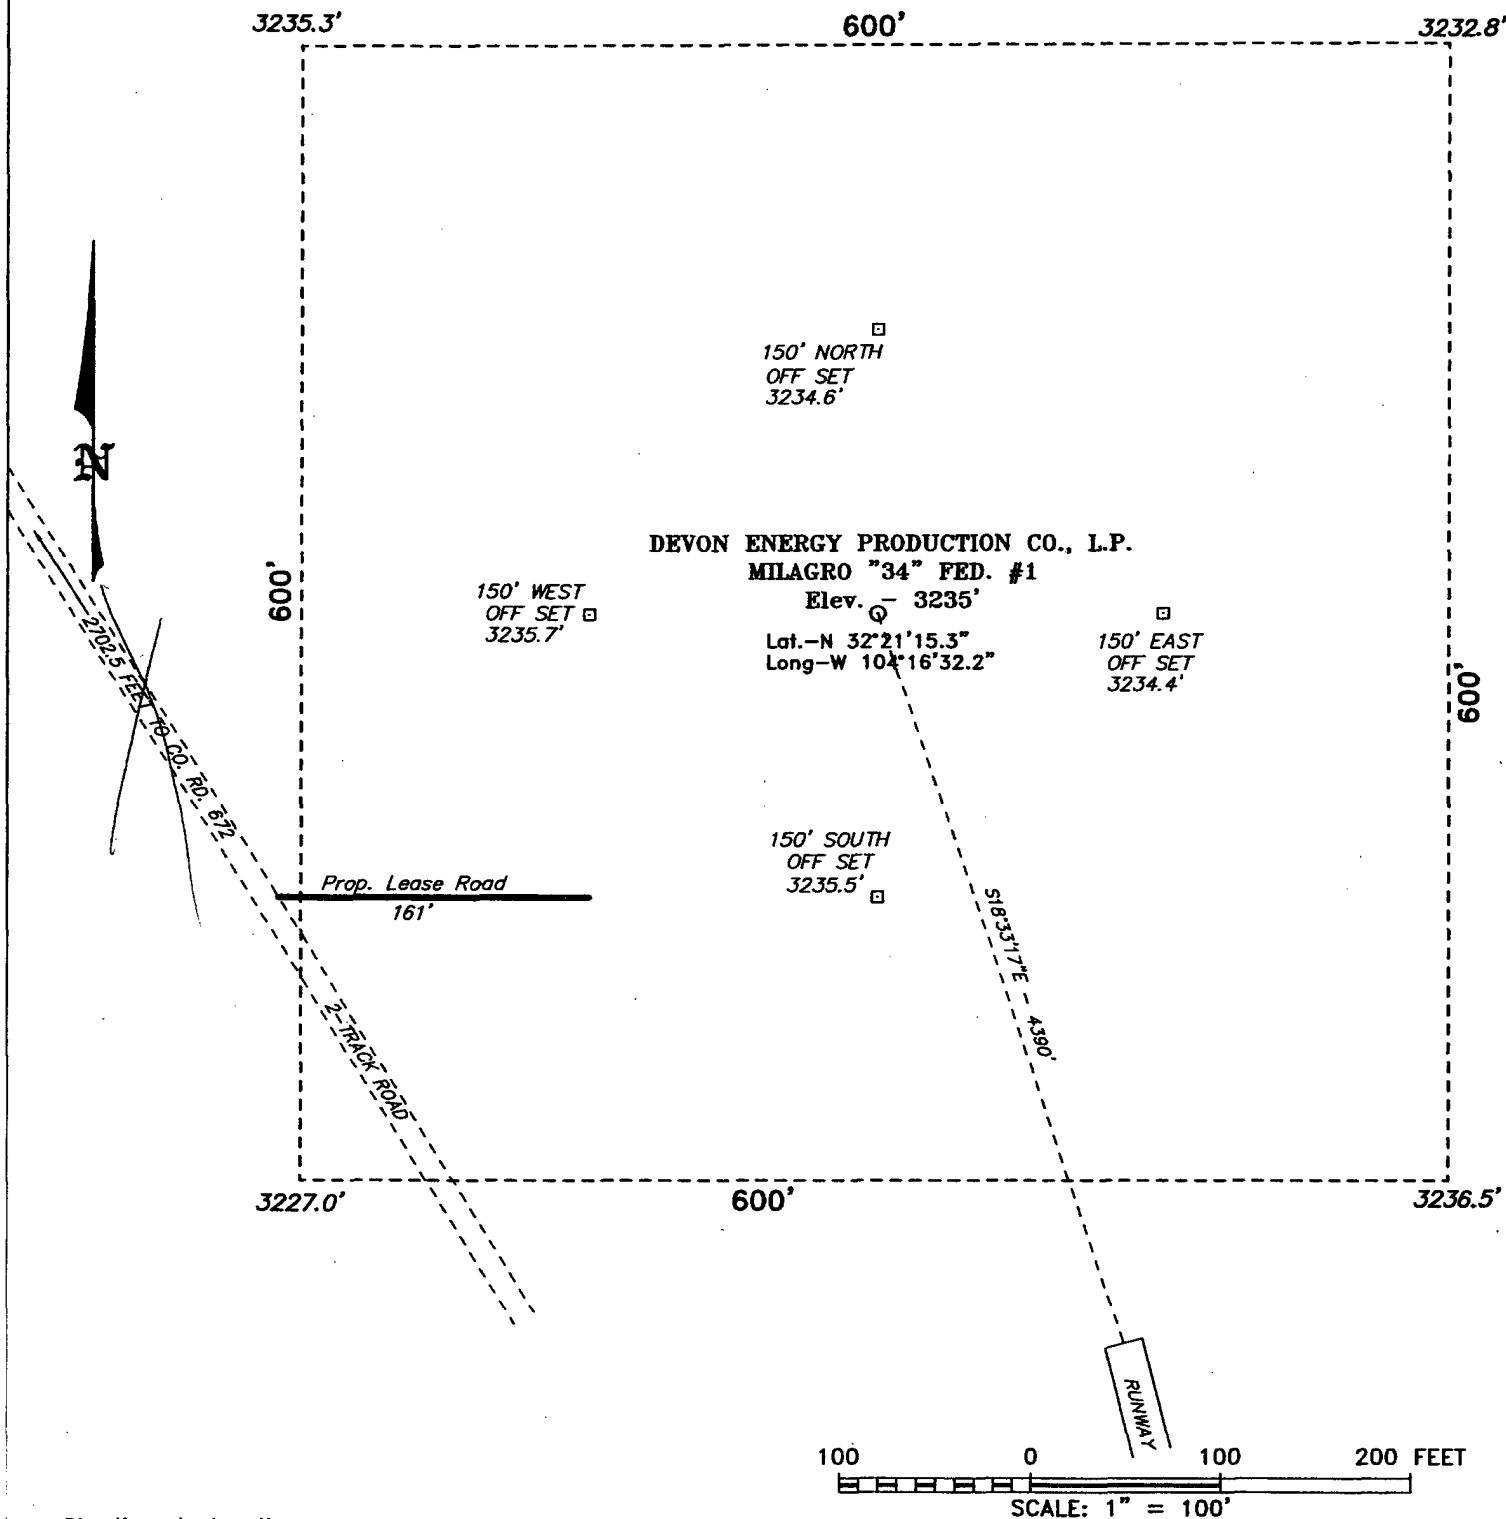 3235.3'
600'
3232.8'
150' NORTH
OFF SET
3234.6'
N
DEVON ENERGY PRODUCTION CO., L.P.
MILAGRO "34" FED. #1
Elev. - 3235'
Lat.-N 32°21'15.3"
Long-W 104°16'32.2"
600'
150' WEST
OFF SET
3235.7'
150' EAST
OFF SET
3234.4'
600'
2702.5 FEET TO CO. RD. 672
150' SOUTH
OFF SET
3235.5'
Prop. Lease Road
161'
S18°33'17"E - 4390'
2-TRACK ROAD
3227.0'
600'
3236.5'
RUNWAY
100 0 100 200 FEET
SCALE: 1" = 100'